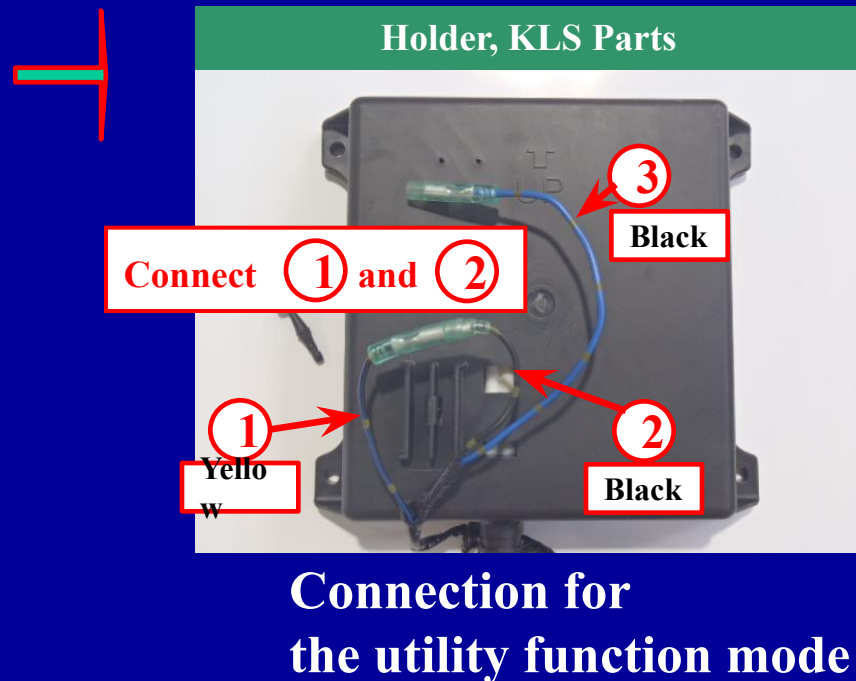 Holder, KLS Parts
UP
3
Black
Connect 1 and 2
1
Yello
w
2
Black
Connection for
the utility function mode